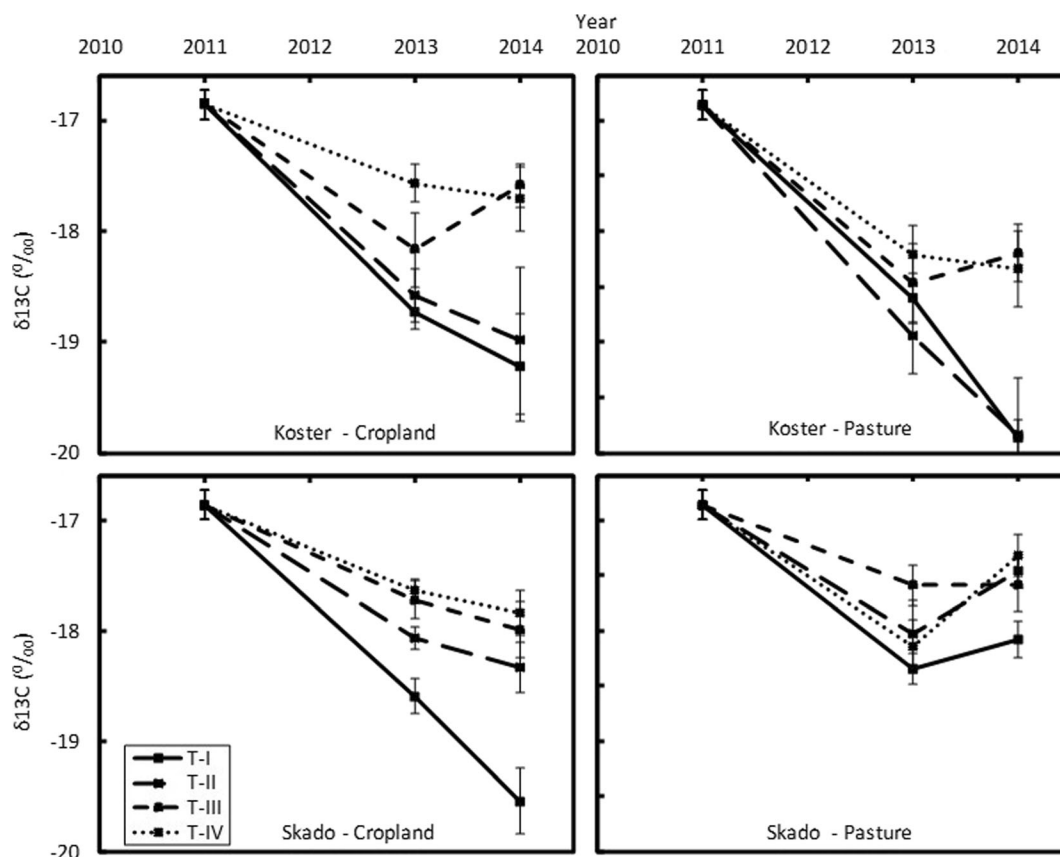 Year
2010 2011 2012 2013 2014 2010 2011 2012 2013 2014
-17
-18
-19
-20
δ13C (⁰/₀₀)
Koster - Cropland
Koster - Pasture
-17
-18
-19
-20
δ13C (⁰/₀₀)
T-I
T-II
T-III
T-IV
Skado - Cropland
Skado - Pasture